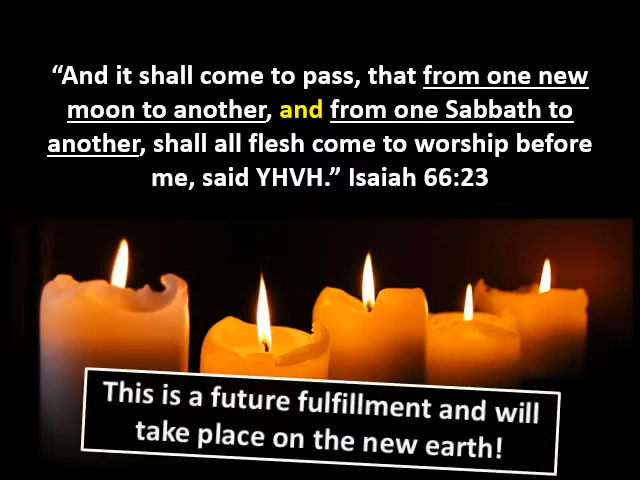 “And it shall come to pass, that from one new
moon to another, and from one Sabbath to
another, shall all flesh come to worship before
me, said YHVH.” Isaiah 66:23
This is a future fulfillment and will
take place on the new earth!